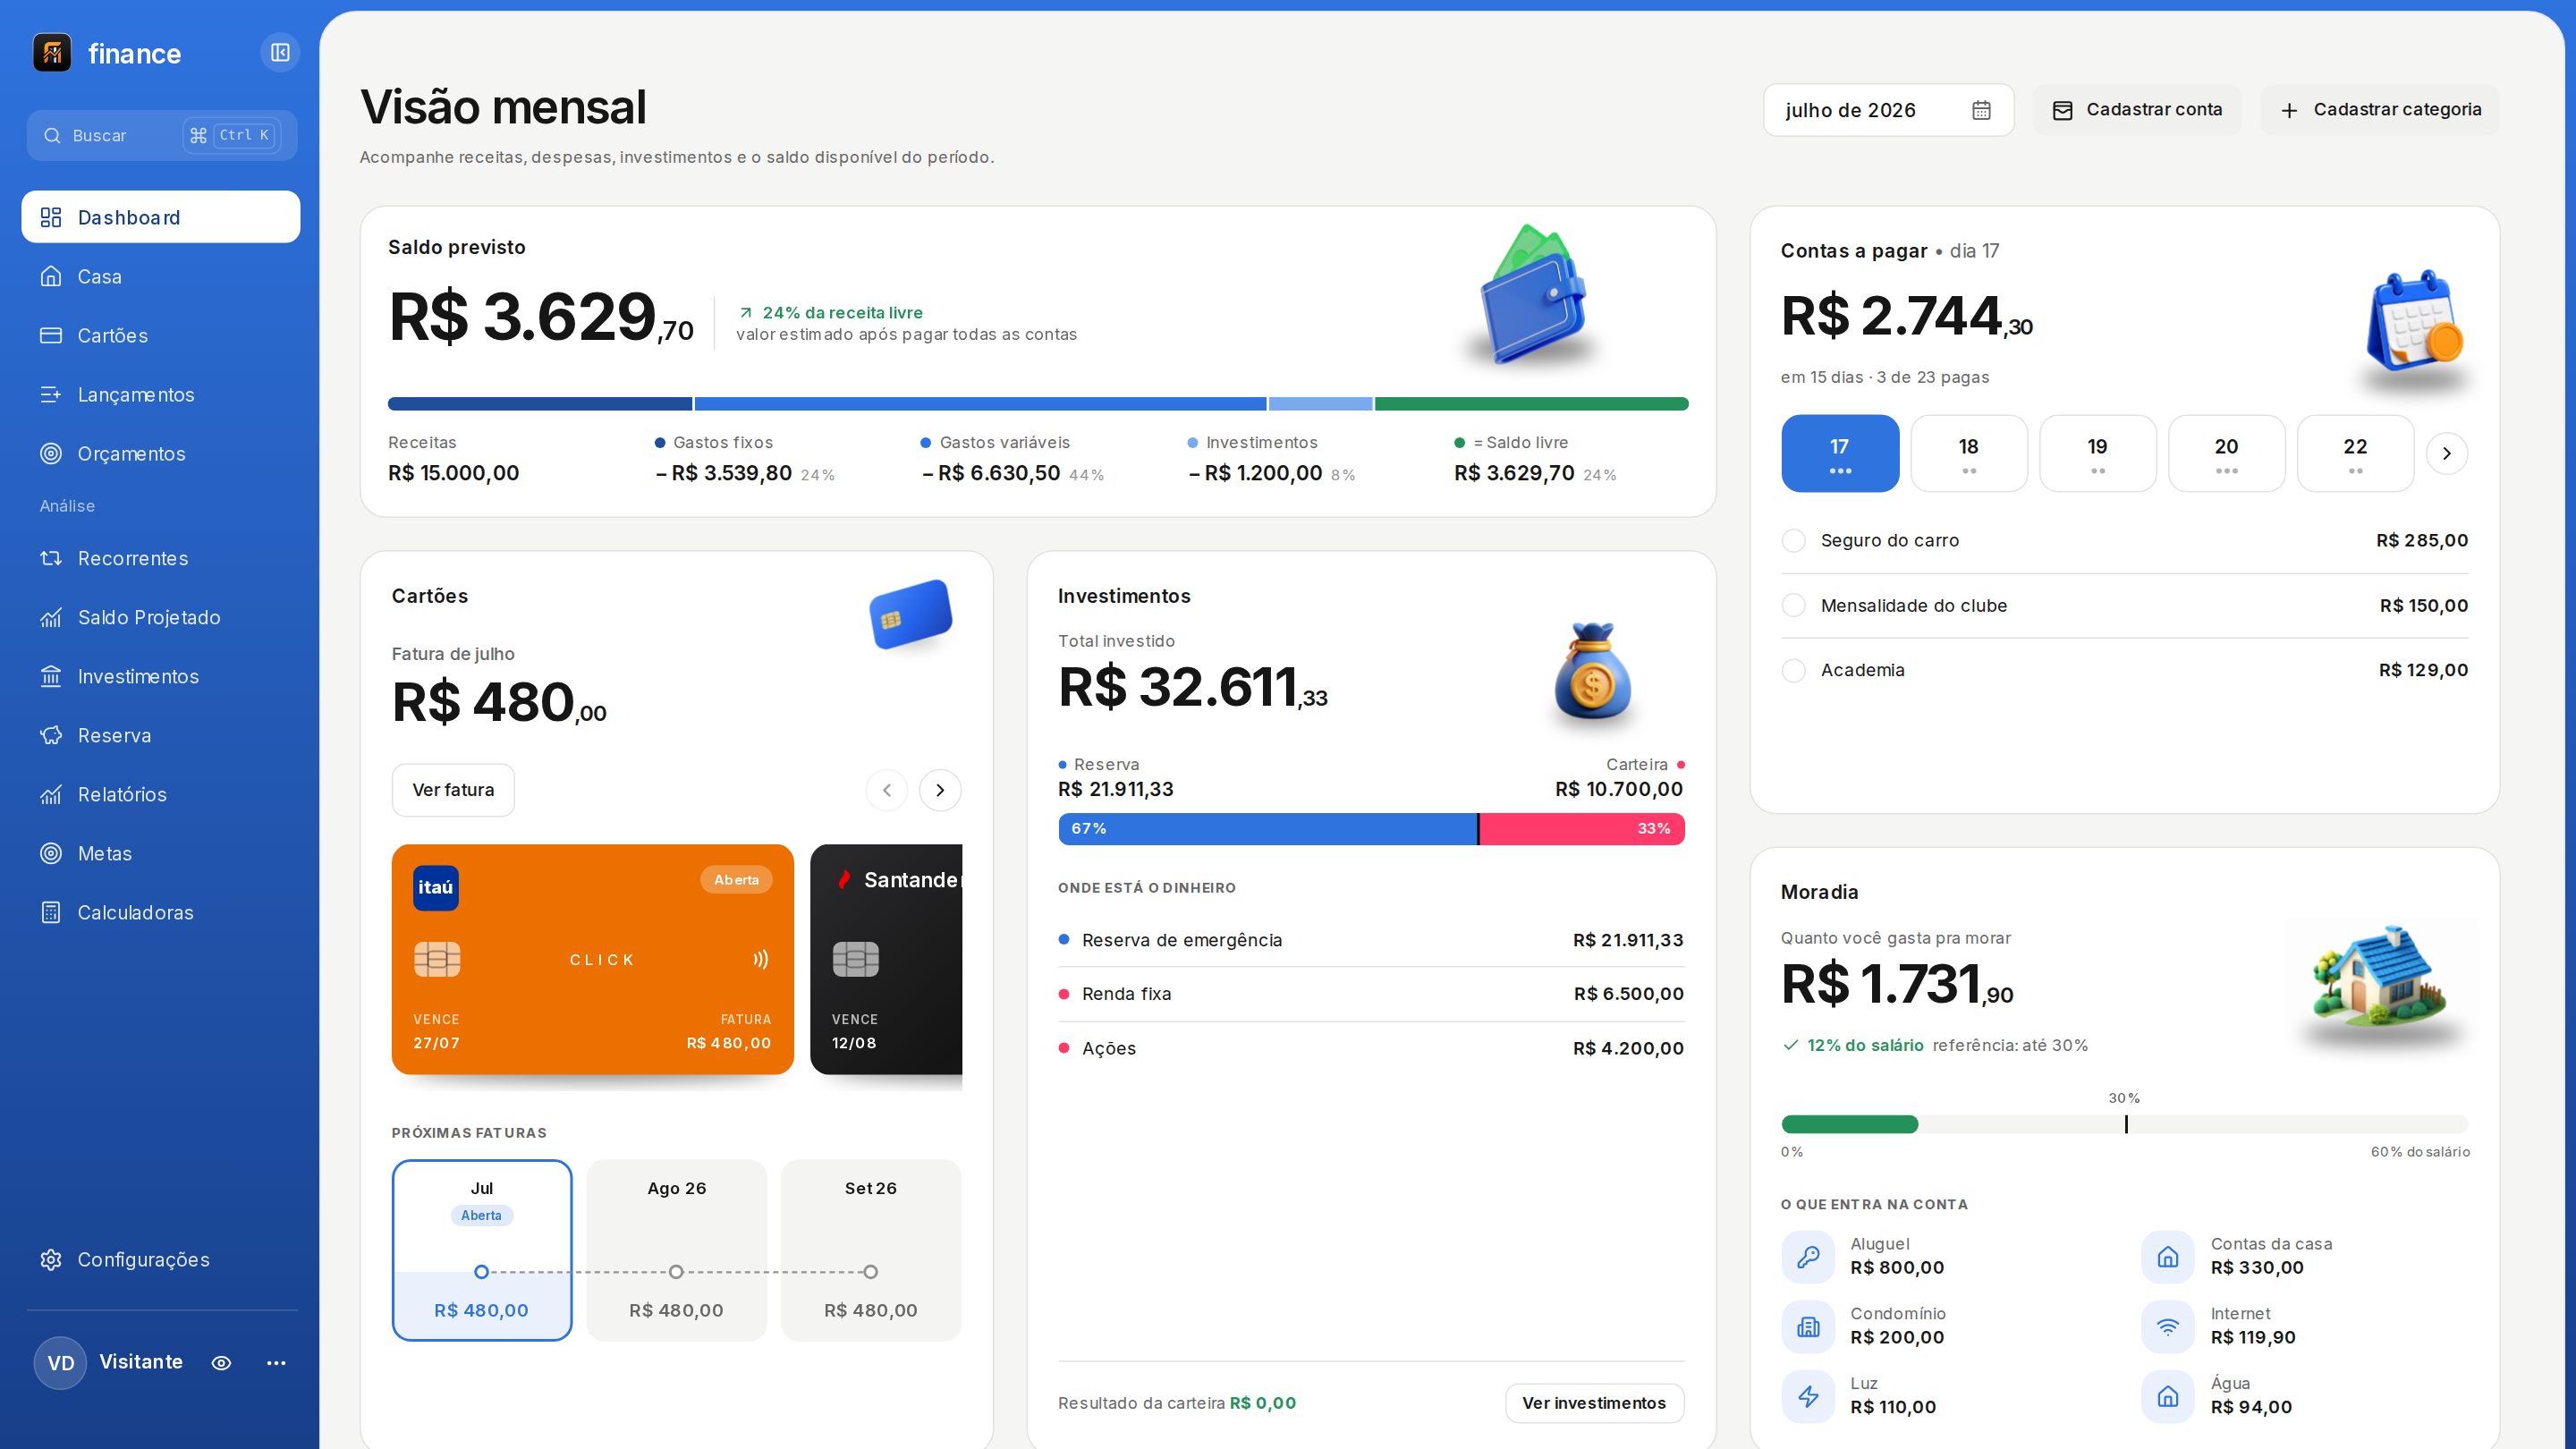 finance
Buscar
Ctrl K
Dashboard
Casa
Cartões
Lançamentos
Orçamentos
Análise
Recorrentes
Saldo Projetado
Investimentos
Reserva
Relatórios
Metas
Calculadoras
Configurações
VD Visitante
Visão mensal
Acompanhe receitas, despesas, investimentos e o saldo disponível do período.
julho de 2026
Cadastrar conta
Cadastrar categoria
Saldo previsto
R$ 3.629,70
24% da receita livre
valor estimado após pagar todas as contas
Receitas
R$ 15.000,00
Gastos fixos
– R$ 3.539,80 24%
Gastos variáveis
– R$ 6.630,50 44%
Investimentos
– R$ 1.200,00 8%
= Saldo livre
R$ 3.629,70 24%
Cartões
Fatura de julho
R$ 480,00
Ver fatura
itaú
Aberta
CLICK
VENCE
27/07
FATURA
R$ 480,00
Santander
VENCE
12/08
PRÓXIMAS FATURAS
Jul
Aberta
R$ 480,00
Ago 26
R$ 480,00
Set 26
R$ 480,00
Investimentos
Total investido
R$ 32.611,33
Reserva
R$ 21.911,33
Carteira
R$ 10.700,00
67%
33%
ONDE ESTÁ O DINHEIRO
Reserva de emergência R$ 21.911,33
Renda fixa R$ 6.500,00
Ações R$ 4.200,00
Resultado da carteira R$ 0,00
Ver investimentos
Contas a pagar • dia 17
R$ 2.744,30
em 15 dias · 3 de 23 pagas
17
18
19
20
22
Seguro do carro R$ 285,00
Mensalidade do clube R$ 150,00
Academia R$ 129,00
Moradia
Quanto você gasta pra morar
R$ 1.731,90
12% do salário referência: até 30%
30%
0%
60% do salário
O QUE ENTRA NA CONTA
Aluguel
R$ 800,00
Contas da casa
R$ 330,00
Condomínio
R$ 200,00
Internet
R$ 119,90
Luz
R$ 110,00
Água
R$ 94,00